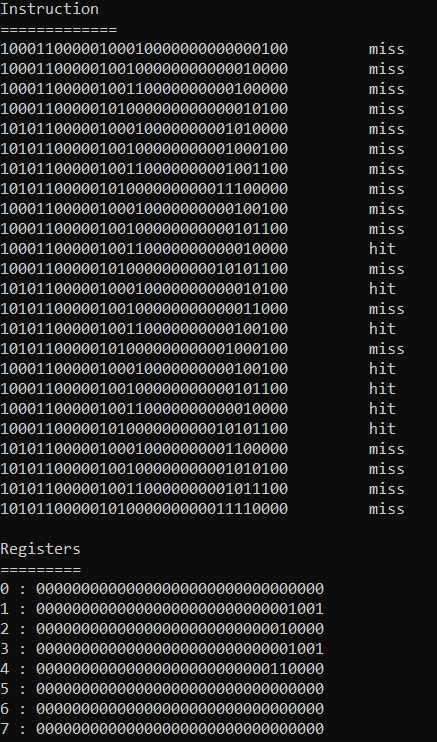 Instruction
=============
10001100000100010000000000000100 miss
10001100000100100000000000010000 miss
10001100000100110000000000100000 miss
10001100000101000000000000010100 miss
10101100000100010000000001010000 miss
10101100000100100000000001000100 miss
10101100000100110000000001001100 miss
10101100000101000000000011100000 miss
10001100000100010000000000100100 miss
10001100000100100000000000101100 miss
10001100000100110000000000010000 hit
10001100000101000000000010101100 miss
10101100000100010000000000010100 hit
10101100000100100000000000011000 miss
10101100000100110000000000100100 hit
10101100000101000000000001000100 miss
10001100000100010000000000100100 hit
10001100000100100000000000101100 hit
10001100000100110000000000010000 hit
10001100000101000000000010101100 hit
10101100000100010000000001100000 miss
10101100000100100000000001010100 miss
10101100000100110000000001011100 miss
10101100000101000000000011110000 miss
Registers
=========
0 : 00000000000000000000000000000000
1 : 00000000000000000000000000001001
2 : 00000000000000000000000000010000
3 : 00000000000000000000000000001001
4 : 00000000000000000000000000110000
5 : 00000000000000000000000000000000
6 : 00000000000000000000000000000000
7 : 00000000000000000000000000000000